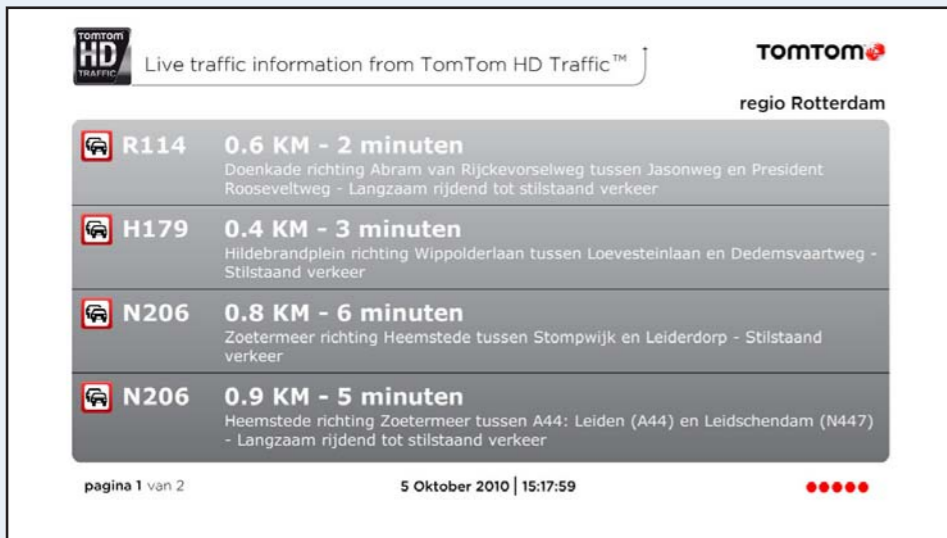 TOMTOM
HD
TRAFFIC
Live traffic information from TomTom HD Traffic™
TOMTOM
regio Rotterdam
R114 0.6 KM - 2 minuten
Doenkade richting Abram van Rijckevorselweg tussen Jasonweg en President
Rooseveltweg - Langzaam rijdend tot stilstaand verkeer
H179 0.4 KM - 3 minuten
Hildebrandplein richting Wippolderlaan tussen Loevesteinlaan en Dedemsvaartweg -
Stilstaand verkeer
N206 0.8 KM - 6 minuten
Zoetermeer richting Heemstede tussen Stompwijk en Leiderdorp - Stilstaand
verkeer
N206 0.9 KM - 5 minuten
Heemstede richting Zoetermeer tussen A44: Leiden (A44) en Leidschendam (N447)
- Langzaam rijdend tot stilstaand verkeer
pagina 1 van 2 5 Oktober 2010 | 15:17:59